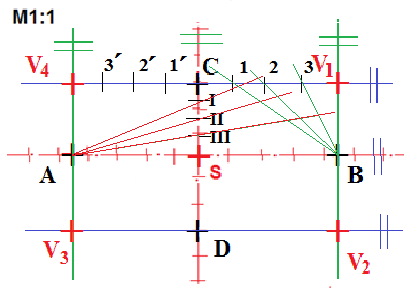 M1:1
3´ 2´ 1´ C 1 2 3
V4 V1
I
II
III
A S B
V3 D V2